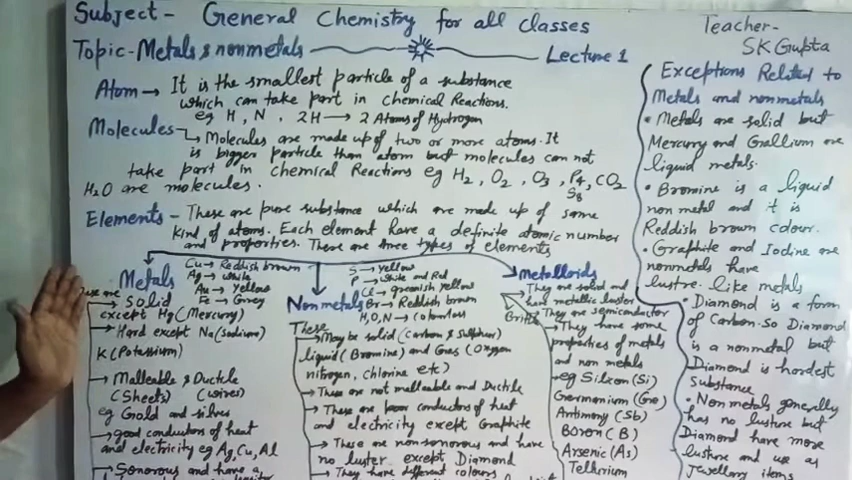 Subject- General Chemistry for all classes
Teacher-
SK Gupta
Topic-Metals & nonmetals
Lecture 1
Atom → It is the smallest particle of a substance
which can take part in chemical Reactions.
eg H, N, 2H → 2 Atoms of Hydrogen
Molecules
Molecules are made up of two or more atoms. It
is bigger particle than atom but molecules can not
take part in chemical Reactions eg H2, O2, O3, P4, CO2
S8
H2O are molecules.
Elements - These are pure substance which are made up of same
kind of atoms. Each element have a definite atomic number
and properties. There are three types of elements
Metals
Cu → Reddish brown
Ag → white
Au → Yellow
Fe → Grey
are
solid
except Hg (Mercury)
→ Hard except Na (sodium)
K (Potassium)
→ Malleable & Ductile
(Sheets) (wires)
eg Gold and silver
→ good conductors of heat
and electricity eg Ag, Cu, Al
→ Sonorous and have a
Nonmetals
S → Yellow
P → white and Red
Cl → greenish yellow
Br → Reddish brown
H, O, N → colourless
These
→ May be solid (Carbon & Sulphur)
liquid (Bromine) and Gas (Oxygen
nitrogen, chlorine etc)
→ These are not malleable and Ductile
→ These are poor conductors of heat
and electricity except Graphite
→ These are non-sonorous and have
no luster except Diamond
→ They have different colours
Metalloids
→ They are solid and
have metallic luster
Brittle
→ They are semiconductor
→ They have some
properties of metals
and non metals
→ eg Silicon (Si)
Germanium (Ge)
Antimony (Sb)
Boron (B)
Arsenic (As)
Tellurium
Exceptions Related to
Metals and nonmetals
• Metals are solid but
Mercury and Gallium are
liquid metals.
• Bromine is a liquid
non metal and it is
Reddish brown colour.
• Graphite and Iodine are
nonmetals have
lustre like metals
• Diamond is a form
of Carbon. So Diamond
is a nonmetal but
Diamond is hardest
Substance
• Non metals generally
has no lusture but
Diamond have more
lusture and use as
Jewellory items